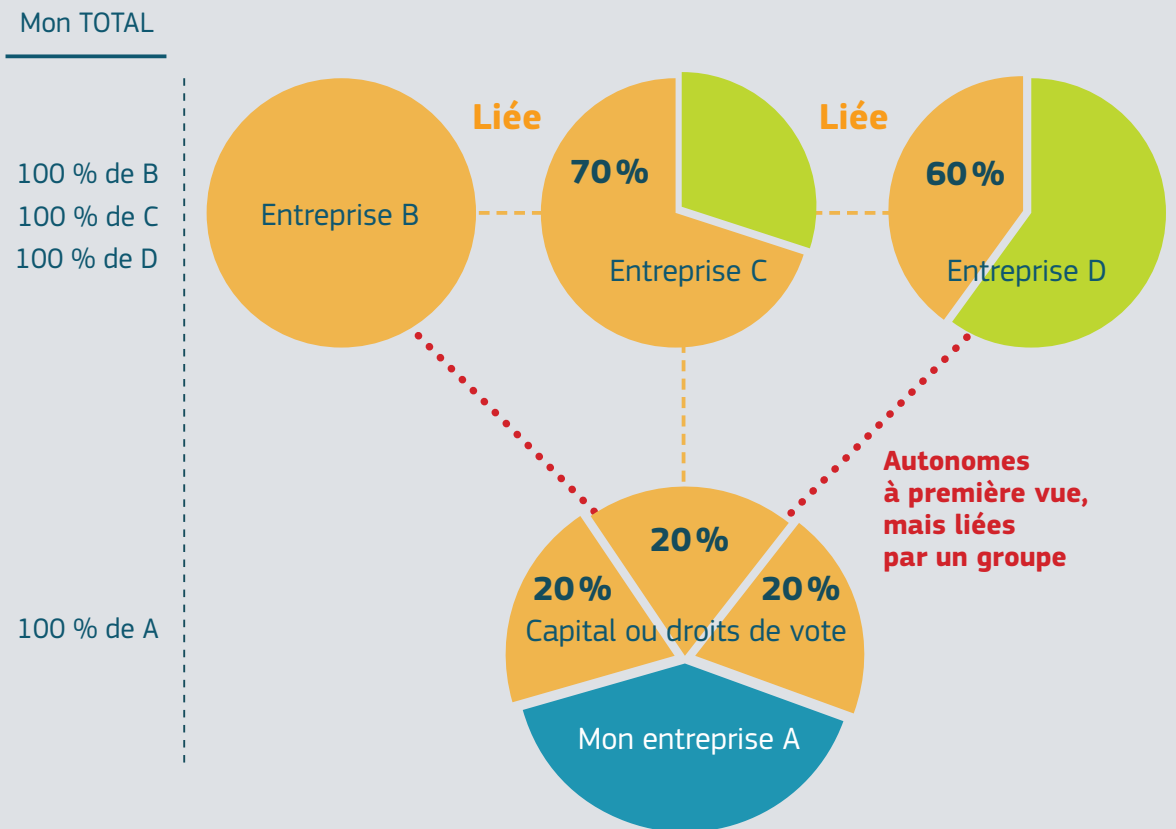 Mon TOTAL
100 % de B
100 % de C
100 % de D
Entreprise B
Liée
70 %
Entreprise C
Liée
60 %
Entreprise D
Autonomes
à première vue,
mais liées
par un groupe
100 % de A
20 %
20 %
20 %
Capital ou droits de vote
Mon entreprise A